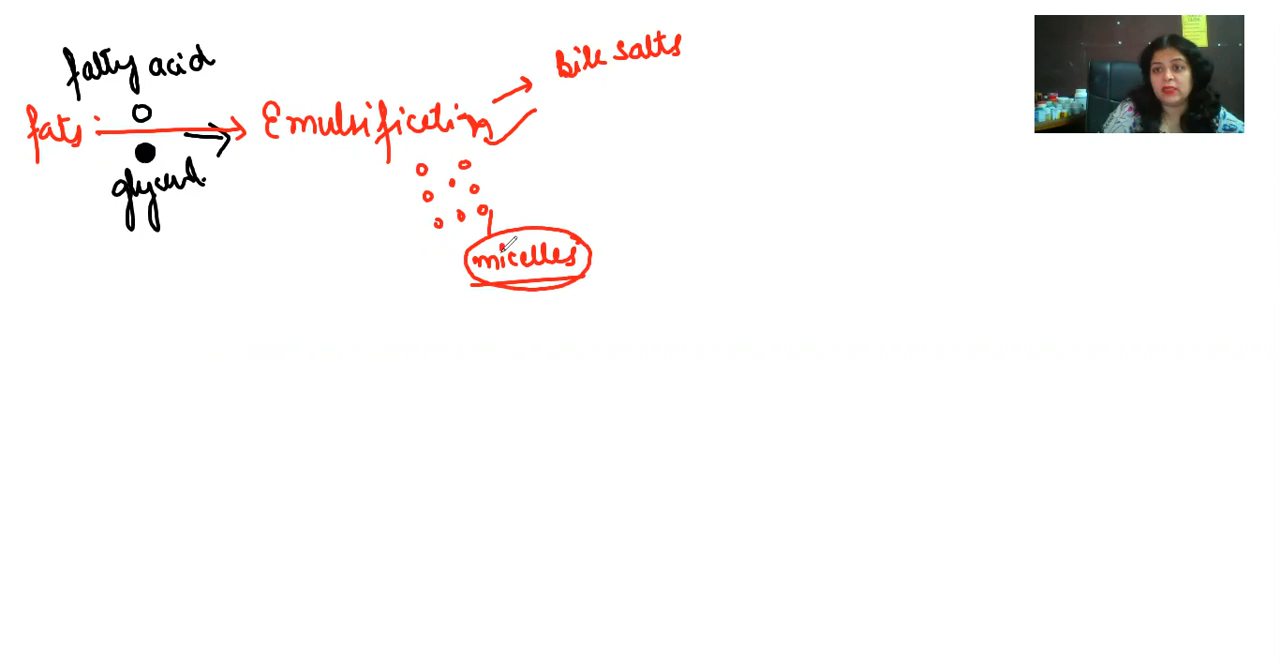 fatty acid
bile salts
fats
Emulsification
glycerol
micelles